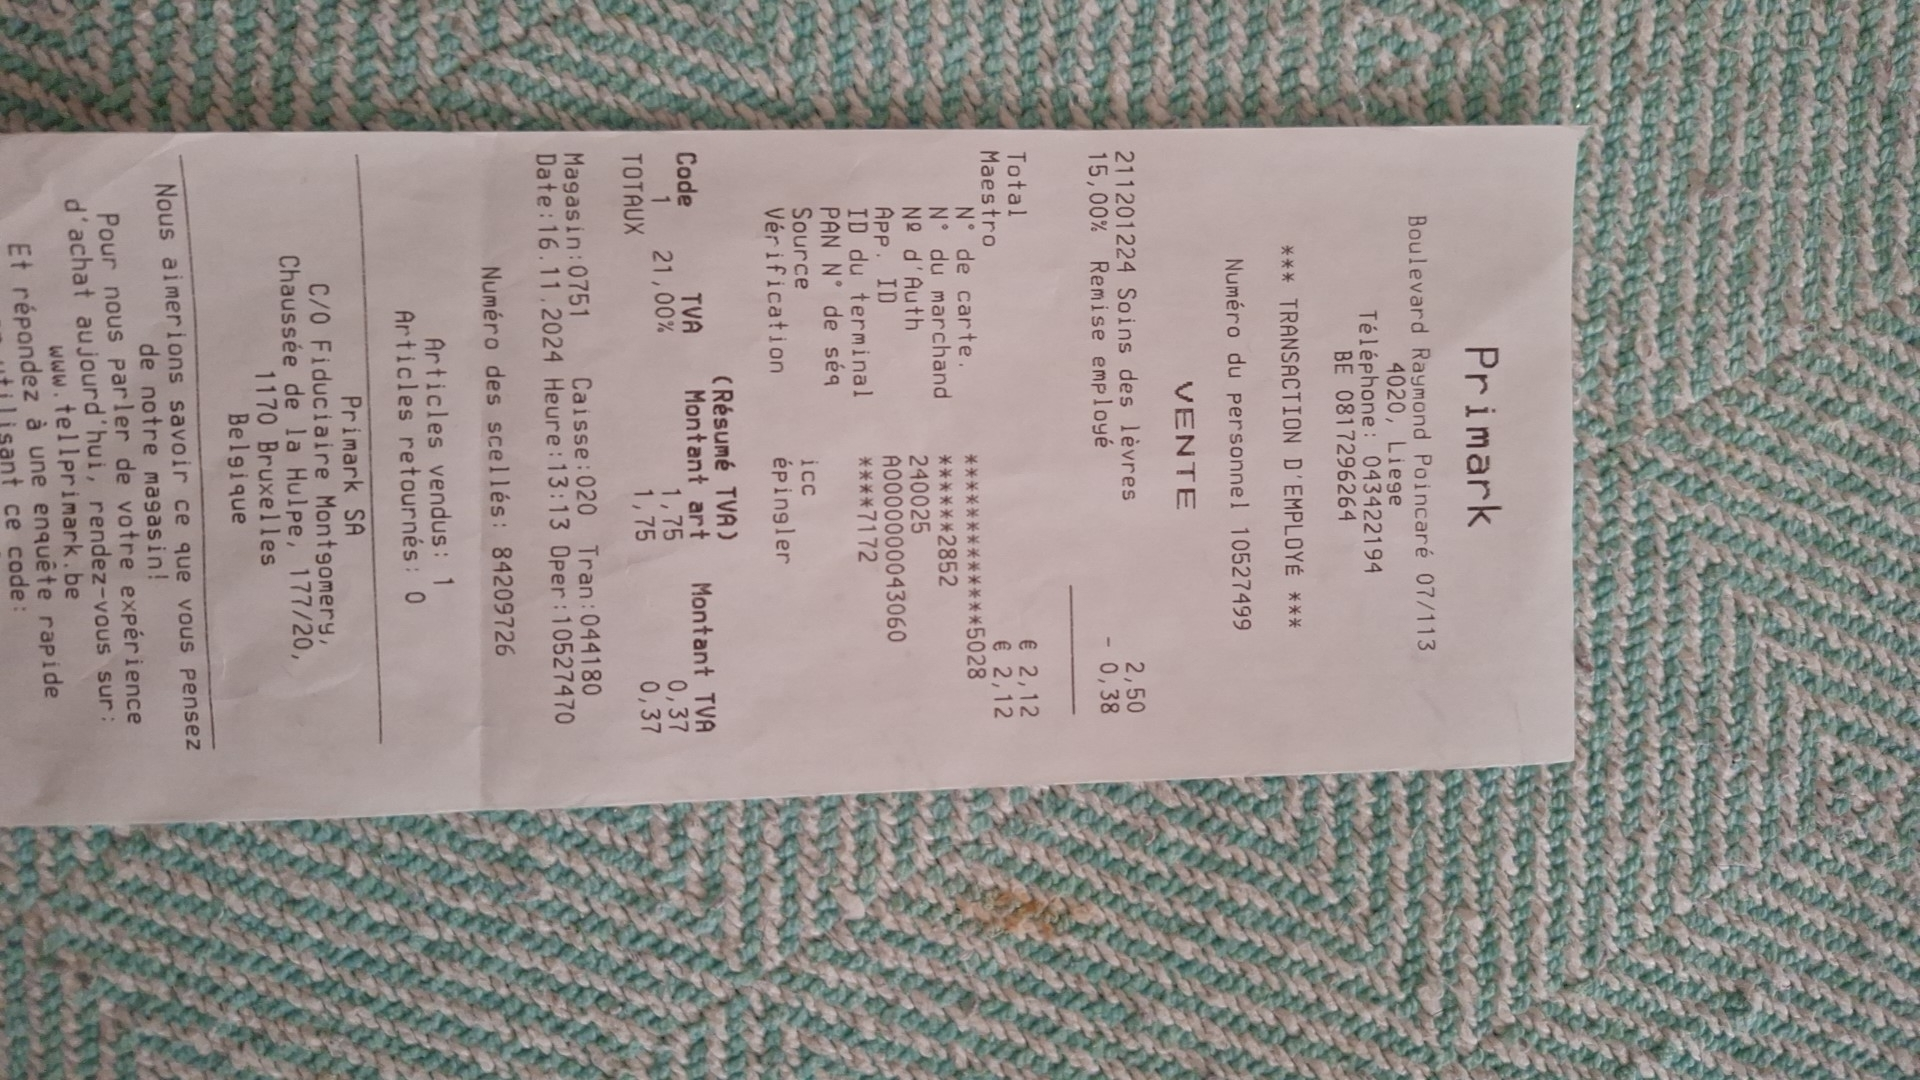 Primark
Boulevard Raymond Poincaré 07/113
4020, Liege
Téléphone: 043422194
BE 0817296264
*** TRANSACTION D'EMPLOYÉ ***
Numéro du personnel 10527499
VENTE
211201224 Soins des lèvres 2,50
15,00% Remise employé - 0,38
Total € 2,12
Maestro € 2,12
N° de carte. ***************5028
N° du marchand ******2852
Nº d'Auth 240025
App. ID A0000000043060
ID du terminal ****7172
PAN N° de séq
Source icc
Vérification épingler
(Résumé TVA)
Code TVA Montant art Montant TVA
1 21,00% 1,75 0,37
TOTAUX 1,75 0,37
Magasin:0751 Caisse:020 Tran:044180
Date:16.11.2024 Heure:13:13 Oper:10527470
Numéro des scellés: 84209726
Articles vendus: 1
Articles retournés: 0
Primark SA
C/O Fiduciaire Montgomery,
Chaussée de la Hulpe, 177/20,
1170 Bruxelles
Belgique
Nous aimerions savoir ce que vous pensez
de notre magasin!
Pour nous parler de votre expérience
d'achat aujourd'hui, rendez-vous sur:
www.tellprimark.be
Et répondez à une enquête rapide
utilisant ce code: